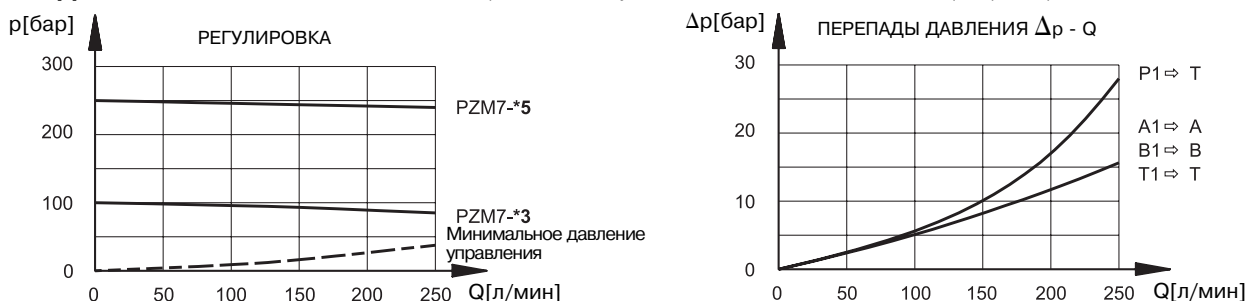 p[бар]
РЕГУЛИРОВКА
300
200
100
0
PZM7-*5
PZM7-*3
Минимальное давление
управления
0 50 100 150 200 250 Q[л/мин]
Δp[бар]
ПЕРЕПАДЫ ДАВЛЕНИЯ Δp - Q
30
20
10
0
P1⇨ T
A1⇨ A
B1⇨ B
T1⇨ T
0 50 100 150 200 250 Q[л/мин]